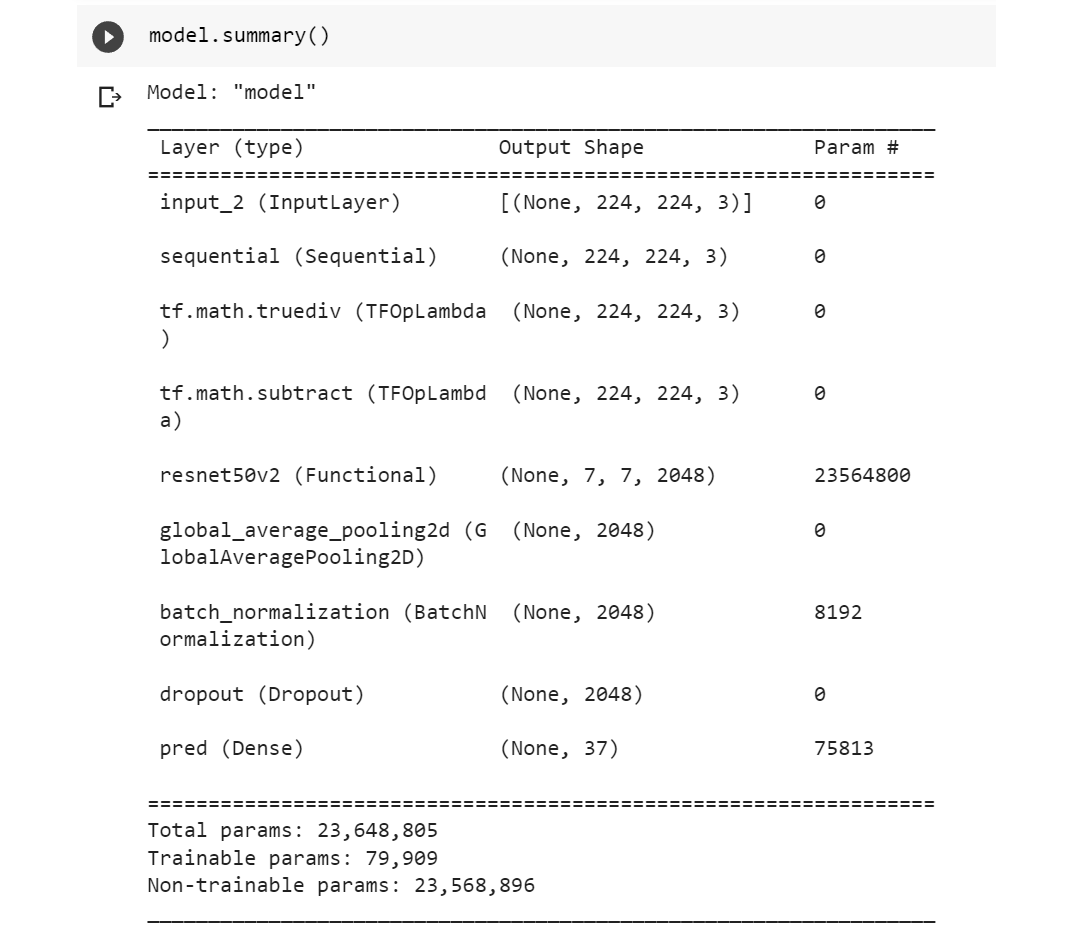 model.summary()
Model: "model"
_________________________________________________________________
Layer (type)                Output Shape              Param #
=================================================================
input_2 (InputLayer)        [(None, 224, 224, 3)]     0
sequential (Sequential)     (None, 224, 224, 3)       0
tf.math.truediv (TFOpLambda  (None, 224, 224, 3)      0
)
tf.math.subtract (TFOpLambd  (None, 224, 224, 3)      0
a)
resnet50v2 (Functional)     (None, 7, 7, 2048)        23564800
global_average_pooling2d (G  (None, 2048)             0
lobalAveragePooling2D)
batch_normalization (BatchN  (None, 2048)             8192
ormalization)
dropout (Dropout)           (None, 2048)              0
pred (Dense)                (None, 37)                75813
=================================================================
Total params: 23,648,805
Trainable params: 79,909
Non-trainable params: 23,568,896
_________________________________________________________________